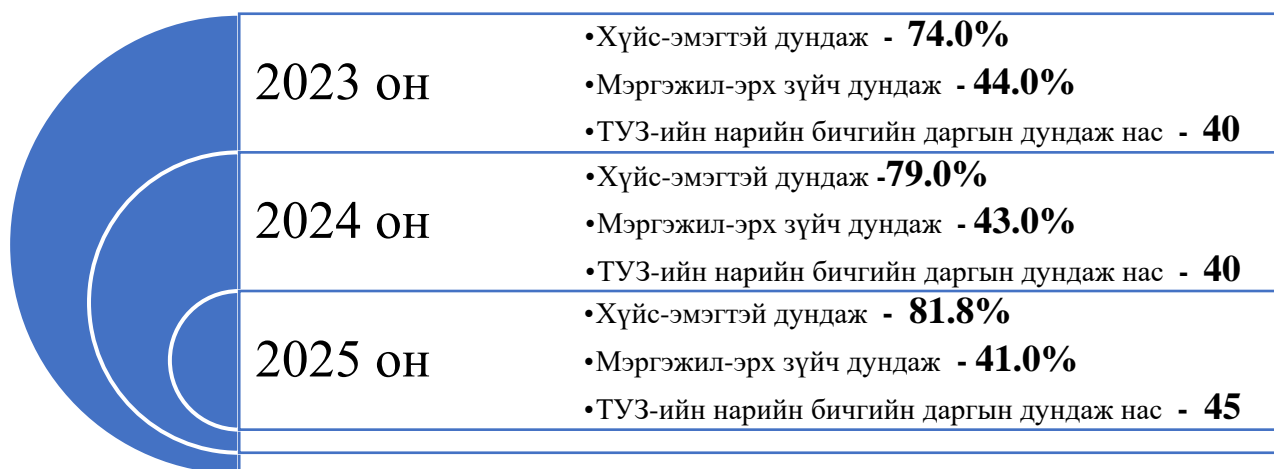 2023 он
•Хүйс-эмэгтэй дундаж - 74.0%
•Мэргэжил-эрх зүйч дундаж - 44.0%
•ТУЗ-ийн нарийн бичгийн даргын дундаж нас - 40
2024 он
•Хүйс-эмэгтэй дундаж -79.0%
•Мэргэжил-эрх зүйч дундаж - 43.0%
•ТУЗ-ийн нарийн бичгийн даргын дундаж нас - 40
2025 он
•Хүйс-эмэгтэй дундаж - 81.8%
•Мэргэжил-эрх зүйч дундаж - 41.0%
•ТУЗ-ийн нарийн бичгийн даргын дундаж нас - 45